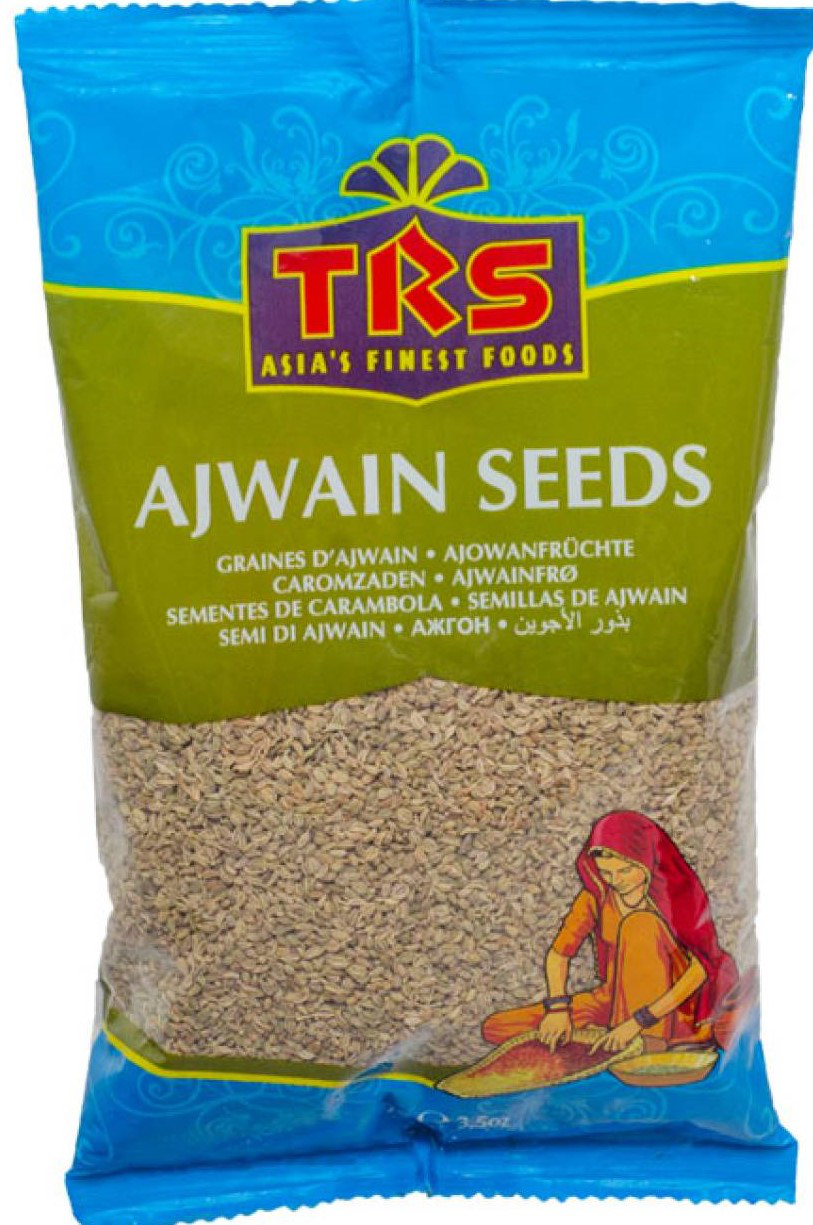 TRS
ASIA'S FINEST FOODS
AJWAIN SEEDS
GRAINES D'AJWAIN • AJOWANFRÜCHTE
CAROMZADEN • AJWAINFRØ
SEMENTES DE CARAMBOLA • SEMILLAS DE AJWAIN
SEMI DI AJWAIN • АЖГОН • بذور الأجوين
3.5oz